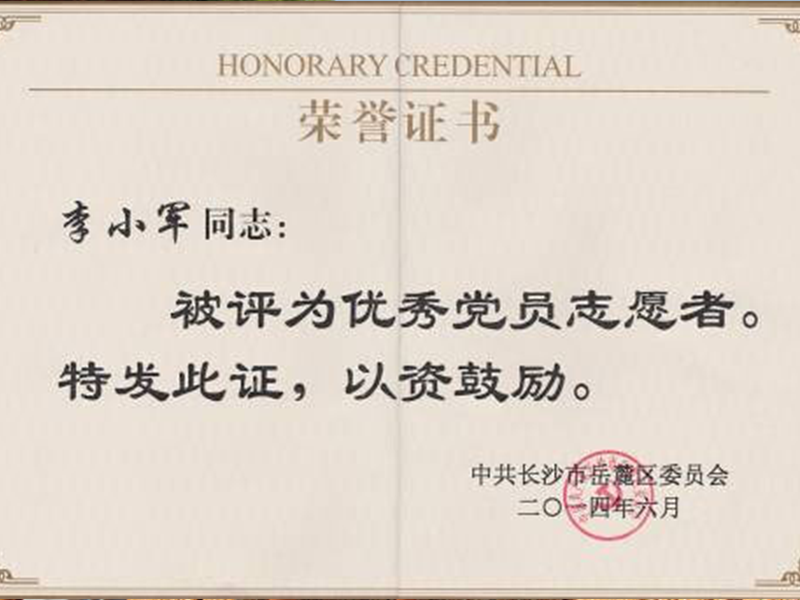 HONORARY CREDENTIAL
荣誉证书
李小军同志：
被评为优秀党员志愿者。
特发此证，以资鼓励。
中共长沙市岳麓区委员会
二〇一四年六月